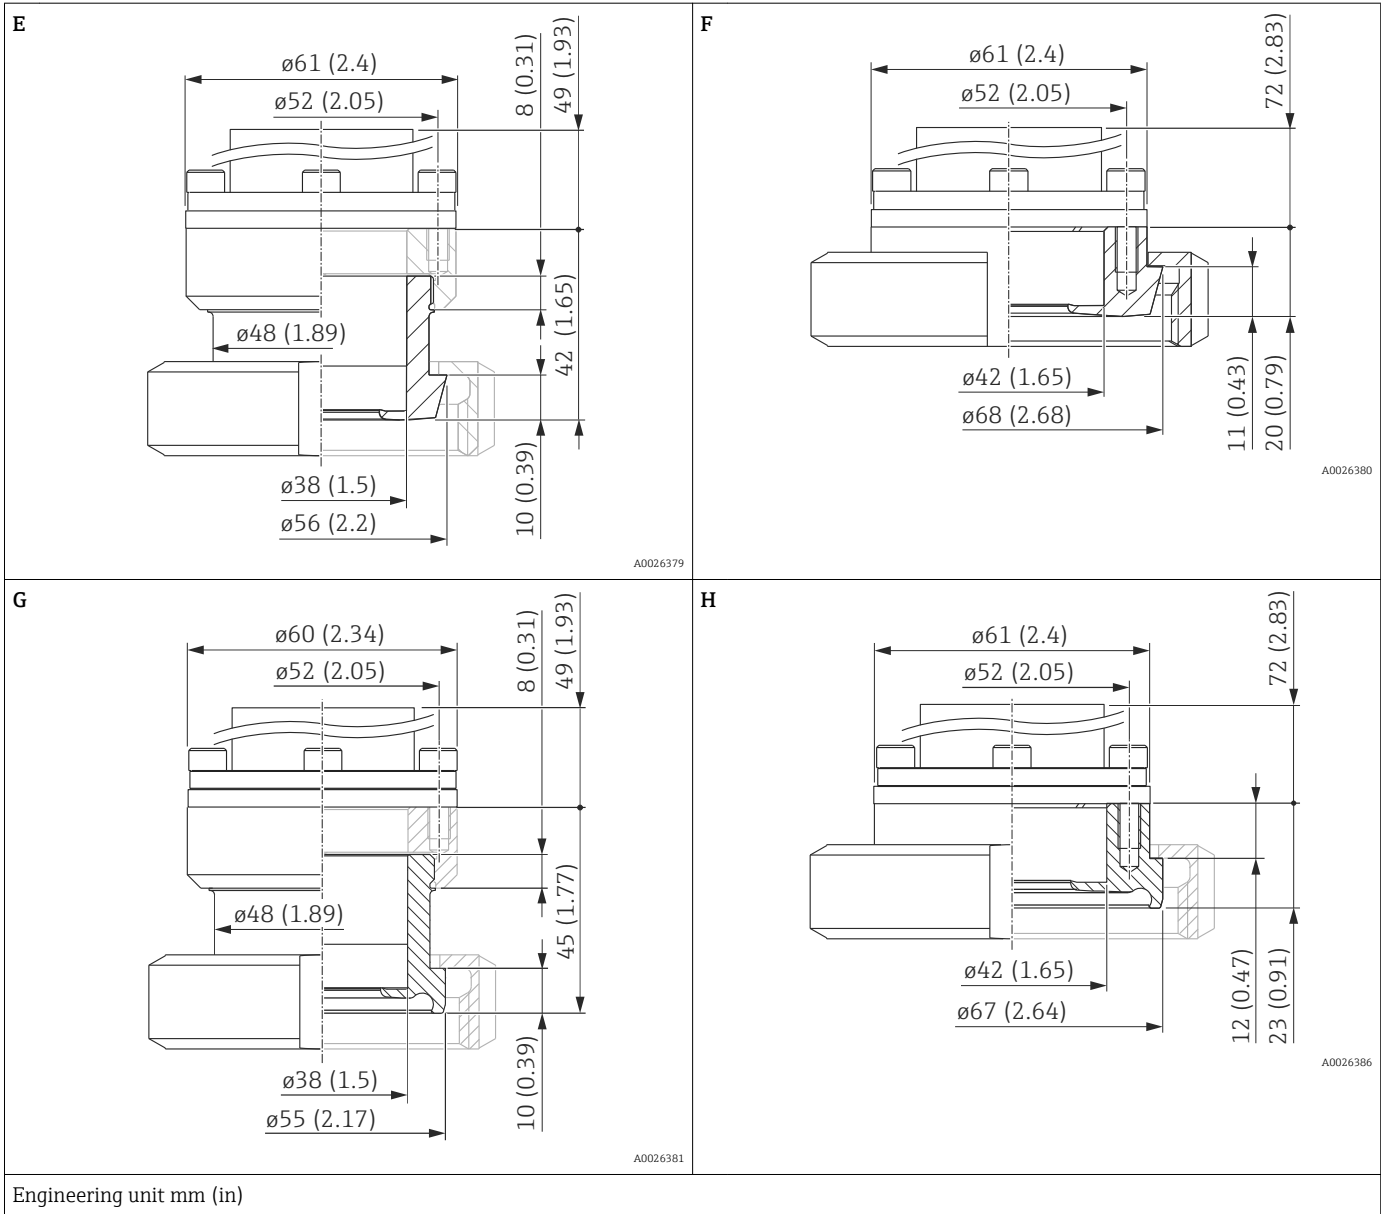 E
ø61 (2.4)
ø52 (2.05)
8 (0.31)
49 (1.93)
ø48 (1.89)
42 (1.65)
ø38 (1.5)
ø56 (2.2)
10 (0.39)
A0026379
F
ø61 (2.4)
ø52 (2.05)
72 (2.83)
ø42 (1.65)
ø68 (2.68)
11 (0.43)
20 (0.79)
A0026380
G
ø60 (2.34)
ø52 (2.05)
8 (0.31)
49 (1.93)
ø48 (1.89)
45 (1.77)
ø38 (1.5)
ø55 (2.17)
10 (0.39)
A0026381
H
ø61 (2.4)
ø52 (2.05)
72 (2.83)
ø42 (1.65)
ø67 (2.64)
12 (0.47)
23 (0.91)
A0026386
Engineering unit mm (in)